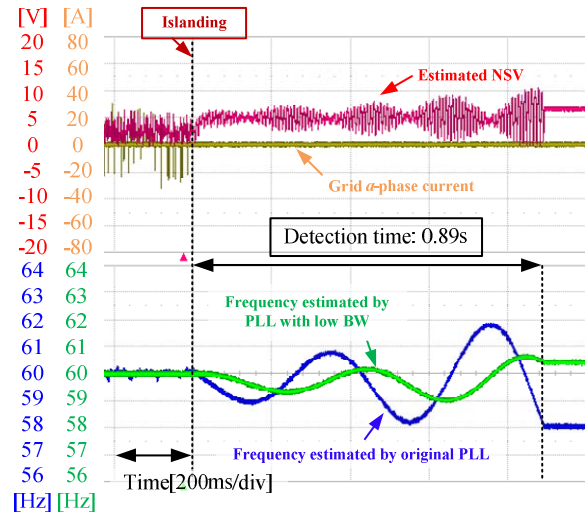 [V] [A]
Islanding
20 80
15 60
10 40
5 20
0 0
-5 -20
-10 -40
-15 -60
-20 -80
Estimated NSV
Grid a-phase current
Detection time: 0.89s
64 64
63 63
62 62
61 61
60 60
59 59
58 58
57 57
56 56
[Hz] [Hz]
Frequency estimated by
PLL with low BW
Frequency estimated by original PLL
Time[200ms/div]